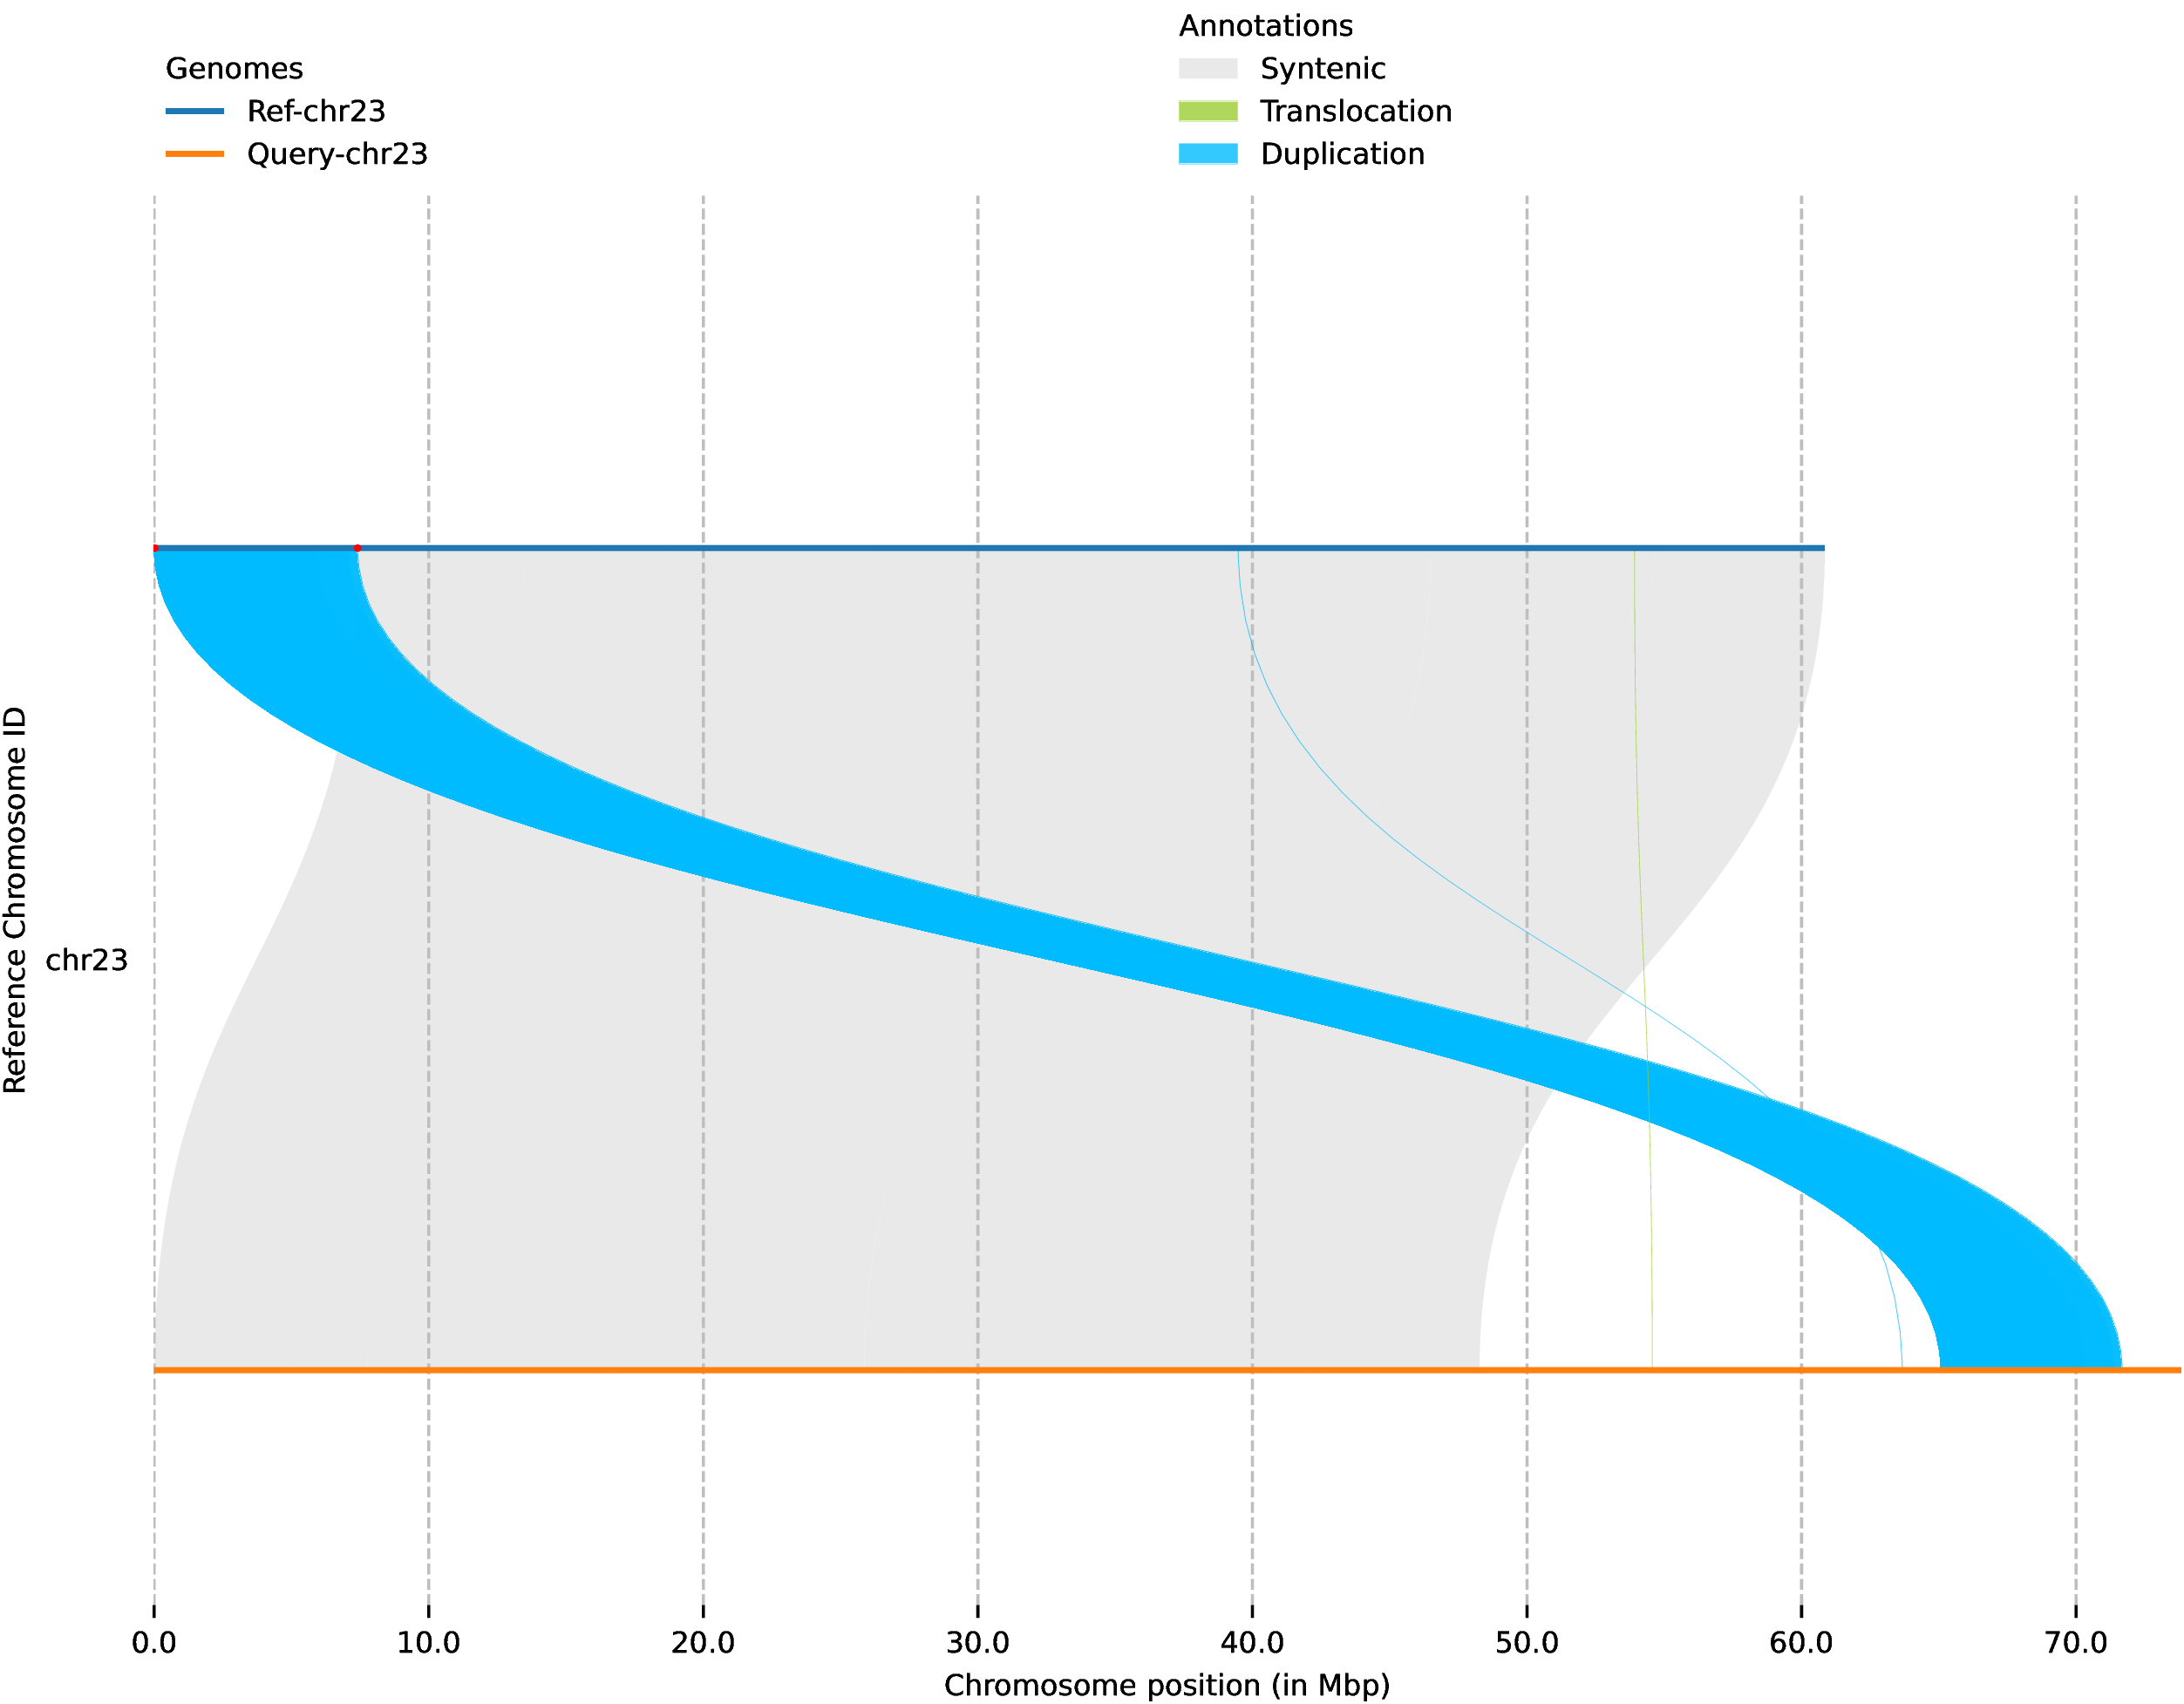 Genomes
Ref-chr23
Query-chr23
Annotations
Syntenic
Translocation
Duplication
Reference Chromosome ID
chr23
0.0 10.0 20.0 30.0 40.0 50.0 60.0 70.0
Chromosome position (in Mbp)